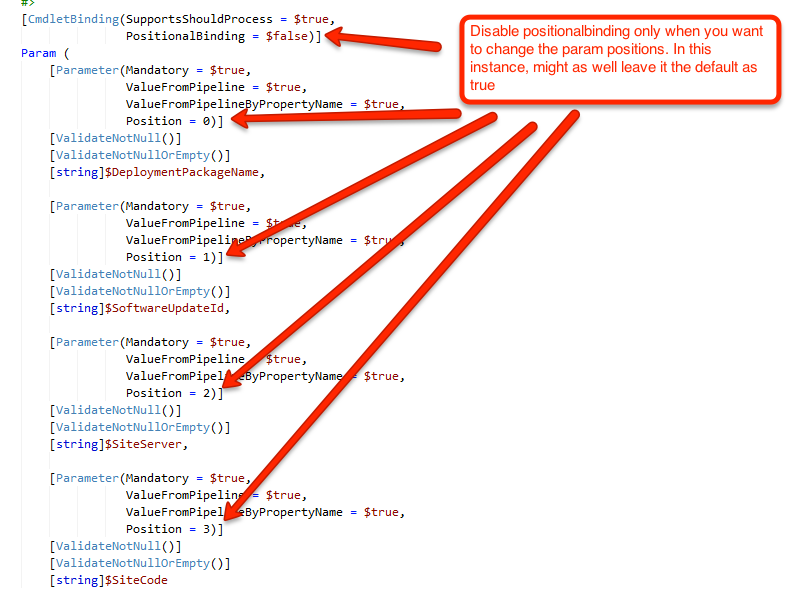 #>
[CmdletBinding(SupportsShouldProcess = $true,
PositionalBinding = $false)]
Disable positionalbinding only when you want
to change the param positions. In this
instance, might as well leave it the default as
true
Param (
[Parameter(Mandatory = $true,
ValueFromPipeline = $true,
ValueFromPipelineByPropertyName = $true,
Position = 0)]
[ValidateNotNull()]
[ValidateNotNullOrEmpty()]
[string]$DeploymentPackageName,
[Parameter(Mandatory = $true,
ValueFromPipeline = $true,
ValueFromPipelineByPropertyName = $true,
Position = 1)]
[ValidateNotNull()]
[ValidateNotNullOrEmpty()]
[string]$SoftwareUpdateId,
[Parameter(Mandatory = $true,
ValueFromPipeline = $true,
ValueFromPipelineByPropertyName = $true,
Position = 2)]
[ValidateNotNull()]
[ValidateNotNullOrEmpty()]
[string]$SiteServer,
[Parameter(Mandatory = $true,
ValueFromPipeline = $true,
ValueFromPipelineByPropertyName = $true,
Position = 3)]
[ValidateNotNull()]
[ValidateNotNullOrEmpty()]
[string]$SiteCode